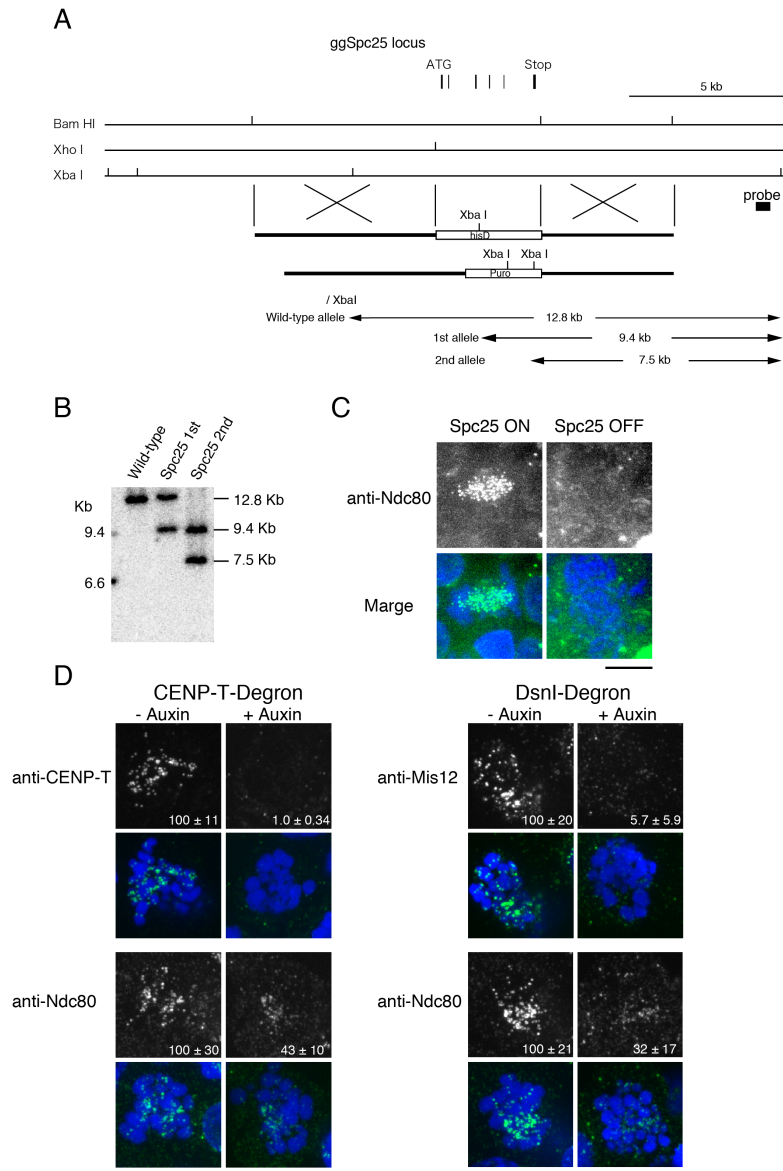 A
ggSpc25 locus
ATG Stop
5 kb
Bam HI
Xho I
Xba I
probe
Xba I
hisD
Xba I Xba I
Puro
/ XbaI
Wild-type allele 12.8 kb
1st allele 9.4 kb
2nd allele 7.5 kb
B
Wild-type
Spc25 1st
Spc25 2nd
Kb
9.4
6.6
12.8 Kb
9.4 Kb
7.5 Kb
C
Spc25 ON Spc25 OFF
anti-Ndc80
Marge
D
CENP-T-Degron
- Auxin + Auxin
anti-CENP-T
100 ± 11 1.0 ± 0.34
anti-Ndc80
100 ± 30 43 ± 10
DsnI-Degron
- Auxin + Auxin
anti-Mis12
100 ± 20 5.7 ± 5.9
anti-Ndc80
100 ± 21 32 ± 17